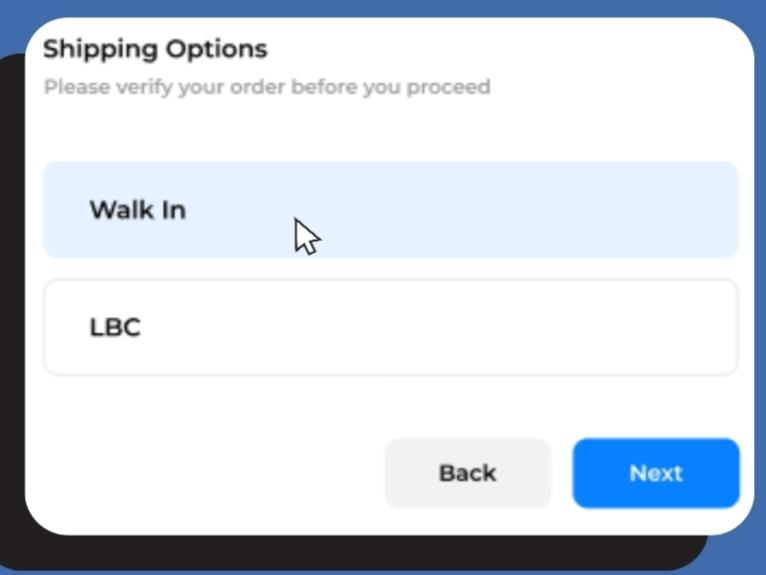 Shipping Options
Please verify your order before you proceed
Walk In
LBC
Back
Next